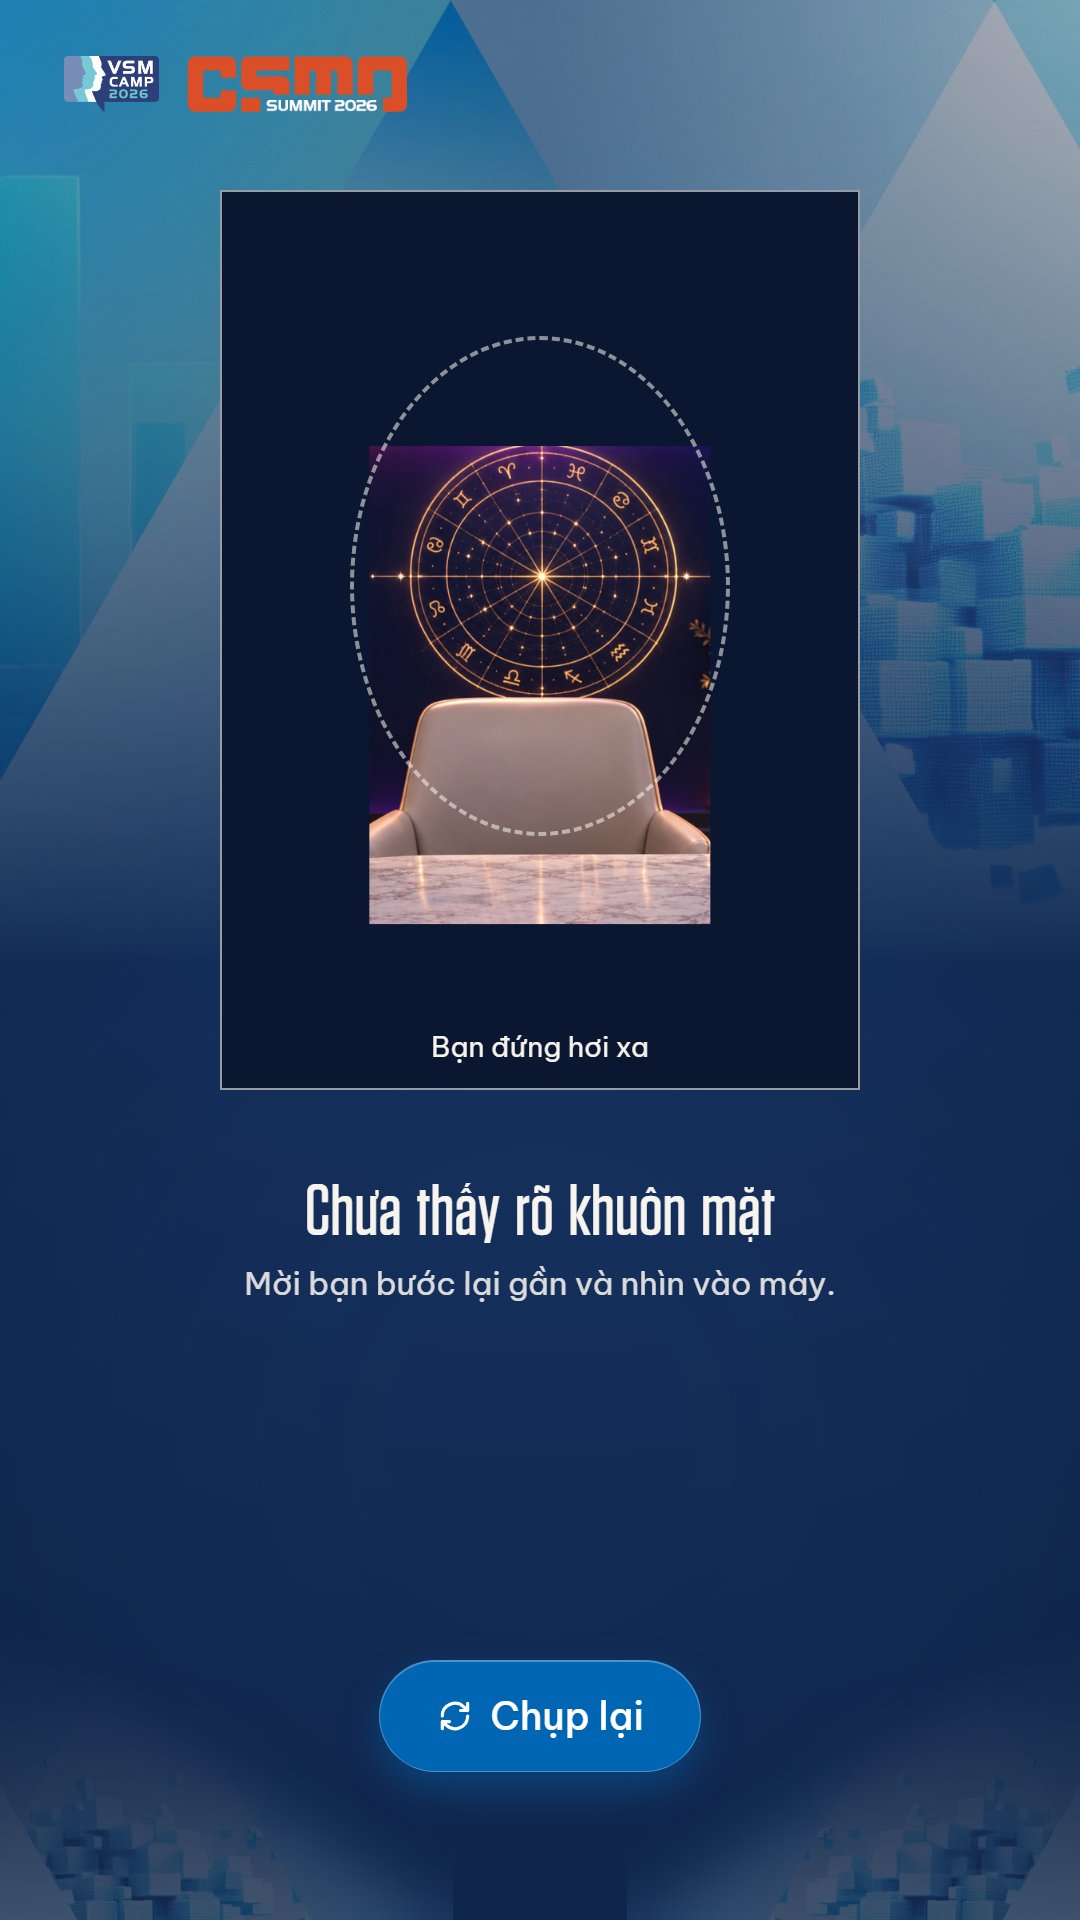 VSM
CAMP
2026
CSMO
SUMMIT 2026
Bạn đứng hơi xa
Chưa thấy rõ khuôn mặt
Mời bạn bước lại gần và nhìn vào máy.
Chụp lại